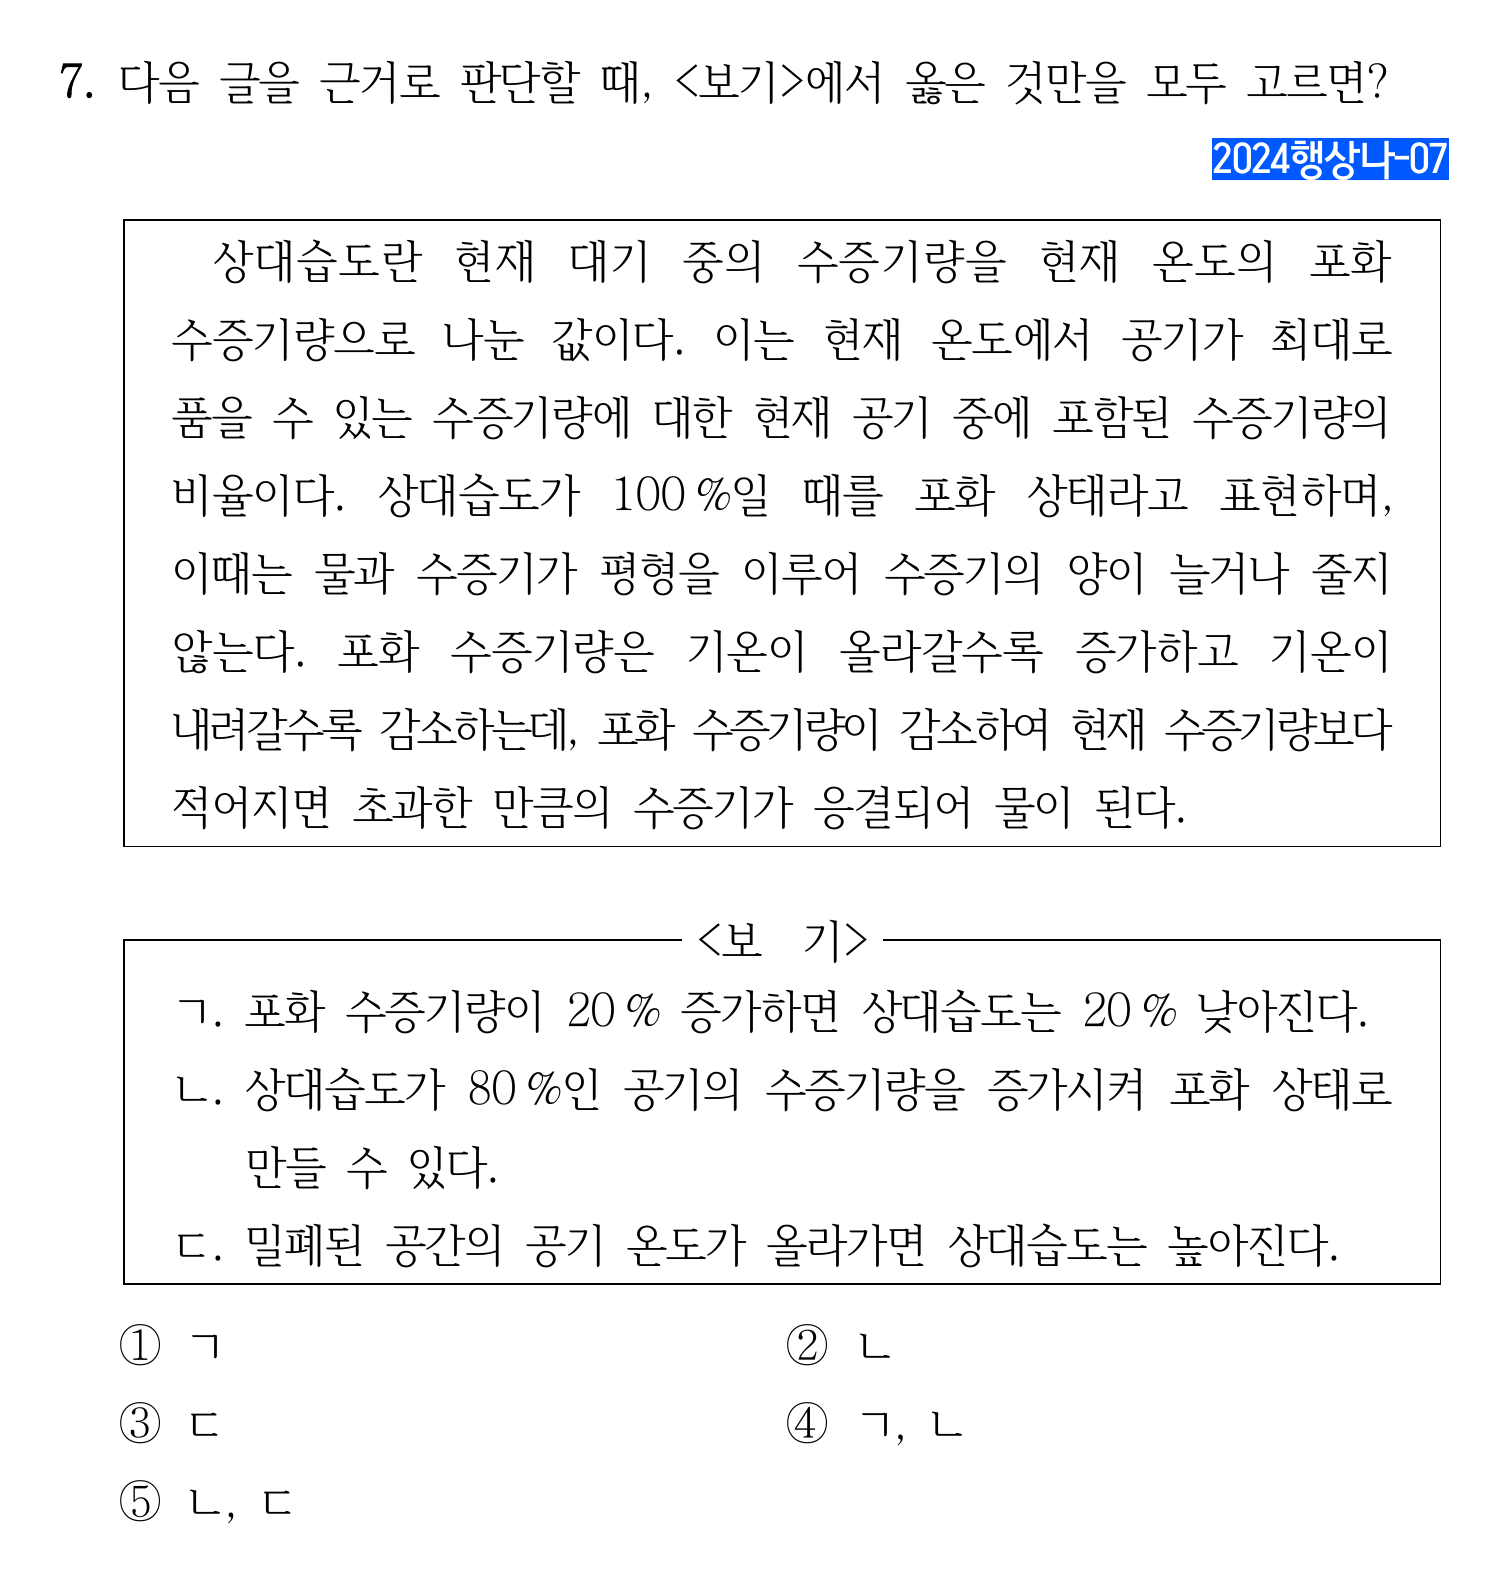 7. 다음 글을 근거로 판단할 때, <보기>에서 옳은 것만을 모두 고르면?
2024행상나-07
상대습도란 현재 대기 중의 수증기량을 현재 온도의 포화
수증기량으로 나눈 값이다. 이는 현재 온도에서 공기가 최대로
품을 수 있는 수증기량에 대한 현재 공기 중에 포함된 수증기량의
비율이다. 상대습도가 100 %일 때를 포화 상태라고 표현하며,
이때는 물과 수증기가 평형을 이루어 수증기의 양이 늘거나 줄지
않는다. 포화 수증기량은 기온이 올라갈수록 증가하고 기온이
내려갈수록 감소하는데, 포화 수증기량이 감소하여 현재 수증기량보다
적어지면 초과한 만큼의 수증기가 응결되어 물이 된다.
<보 기>
ㄱ. 포화 수증기량이 20 % 증가하면 상대습도는 20 % 낮아진다.
ㄴ. 상대습도가 80 %인 공기의 수증기량을 증가시켜 포화 상태로
만들 수 있다.
ㄷ. 밀폐된 공간의 공기 온도가 올라가면 상대습도는 높아진다.
① ㄱ
② ㄴ
③ ㄷ
④ ㄱ, ㄴ
⑤ ㄴ, ㄷ